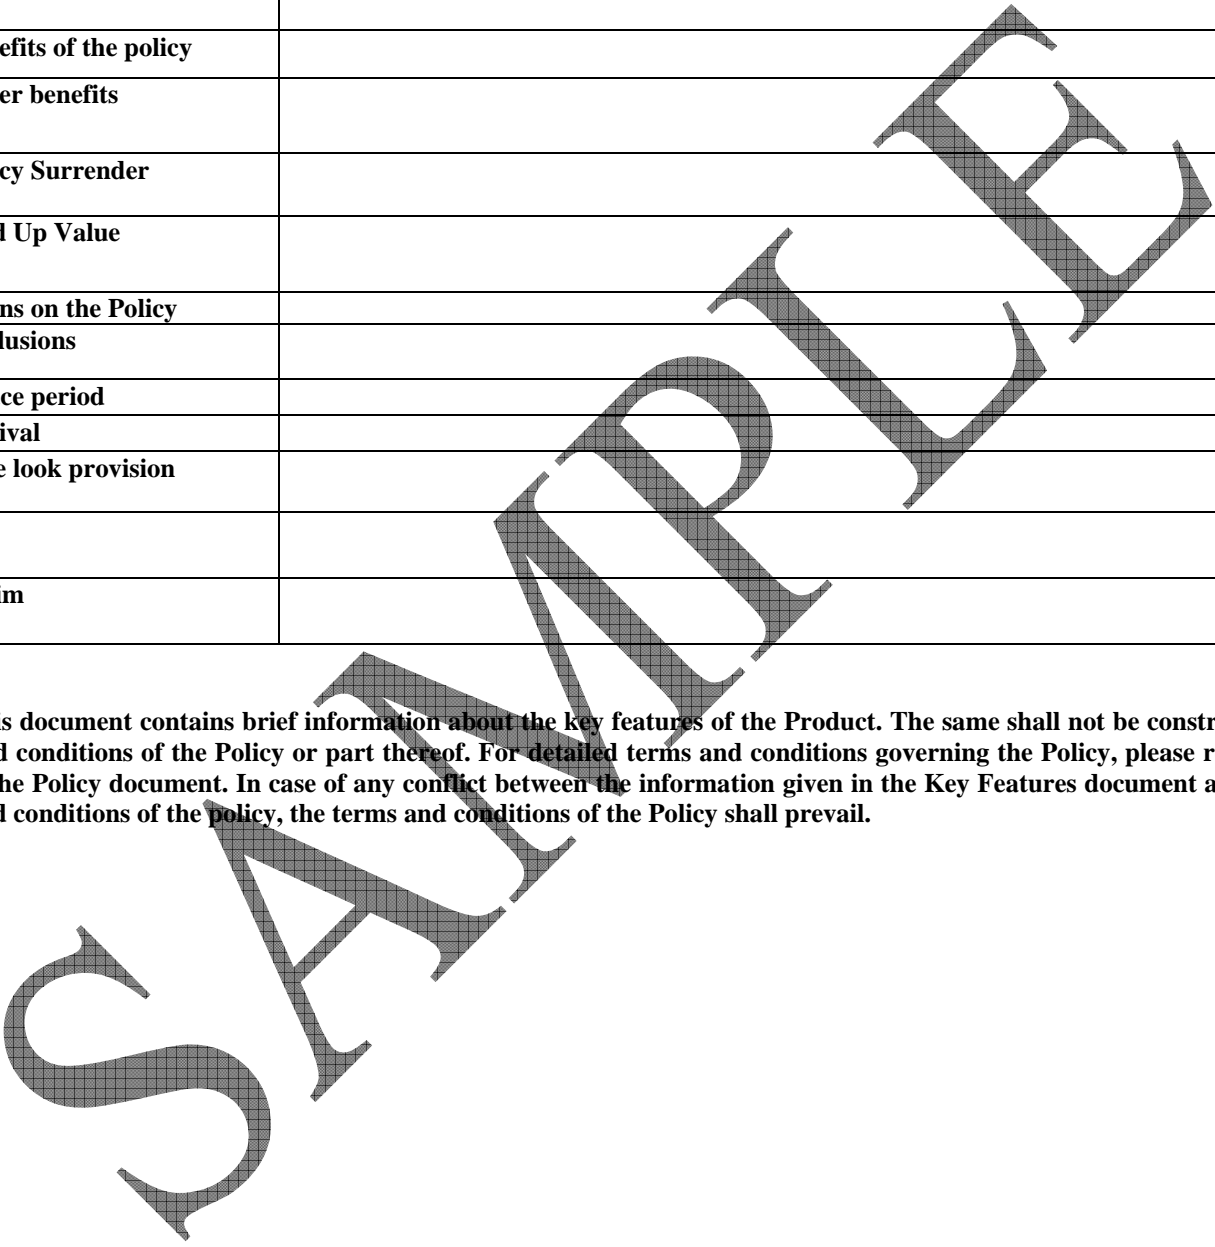 efits of the policy
er benefits
cy Surrender
d Up Value
ns on the Policy
lusions
ce period
ival
e look provision
im
is document contains brief information about the key features of the Product. The same shall not be constr
d conditions of the Policy or part thereof. For detailed terms and conditions governing the Policy, please r
the Policy document. In case of any conflict between the information given in the Key Features document a
d conditions of the policy, the terms and conditions of the Policy shall prevail.
SAMPLE